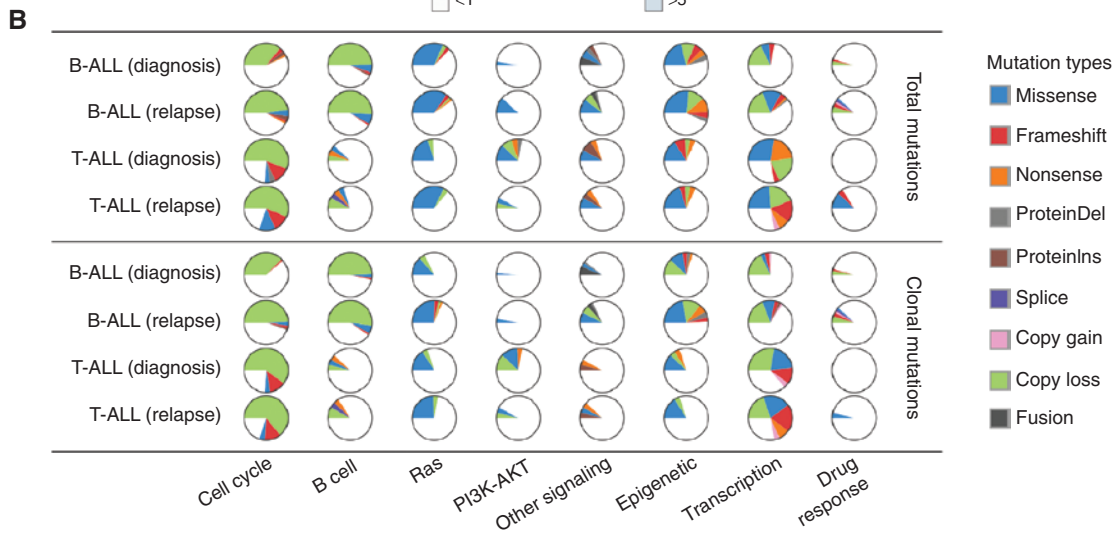 <1 >5
B
B-ALL (diagnosis)
B-ALL (relapse)
T-ALL (diagnosis)
T-ALL (relapse)
Total mutations
B-ALL (diagnosis)
B-ALL (relapse)
T-ALL (diagnosis)
T-ALL (relapse)
Clonal mutations
Cell cycle
B cell
Ras
PI3K-AKT
Other signaling
Epigenetic
Transcription
Drug
response
Mutation types
Missense
Frameshift
Nonsense
ProteinDel
ProteinIns
Splice
Copy gain
Copy loss
Fusion